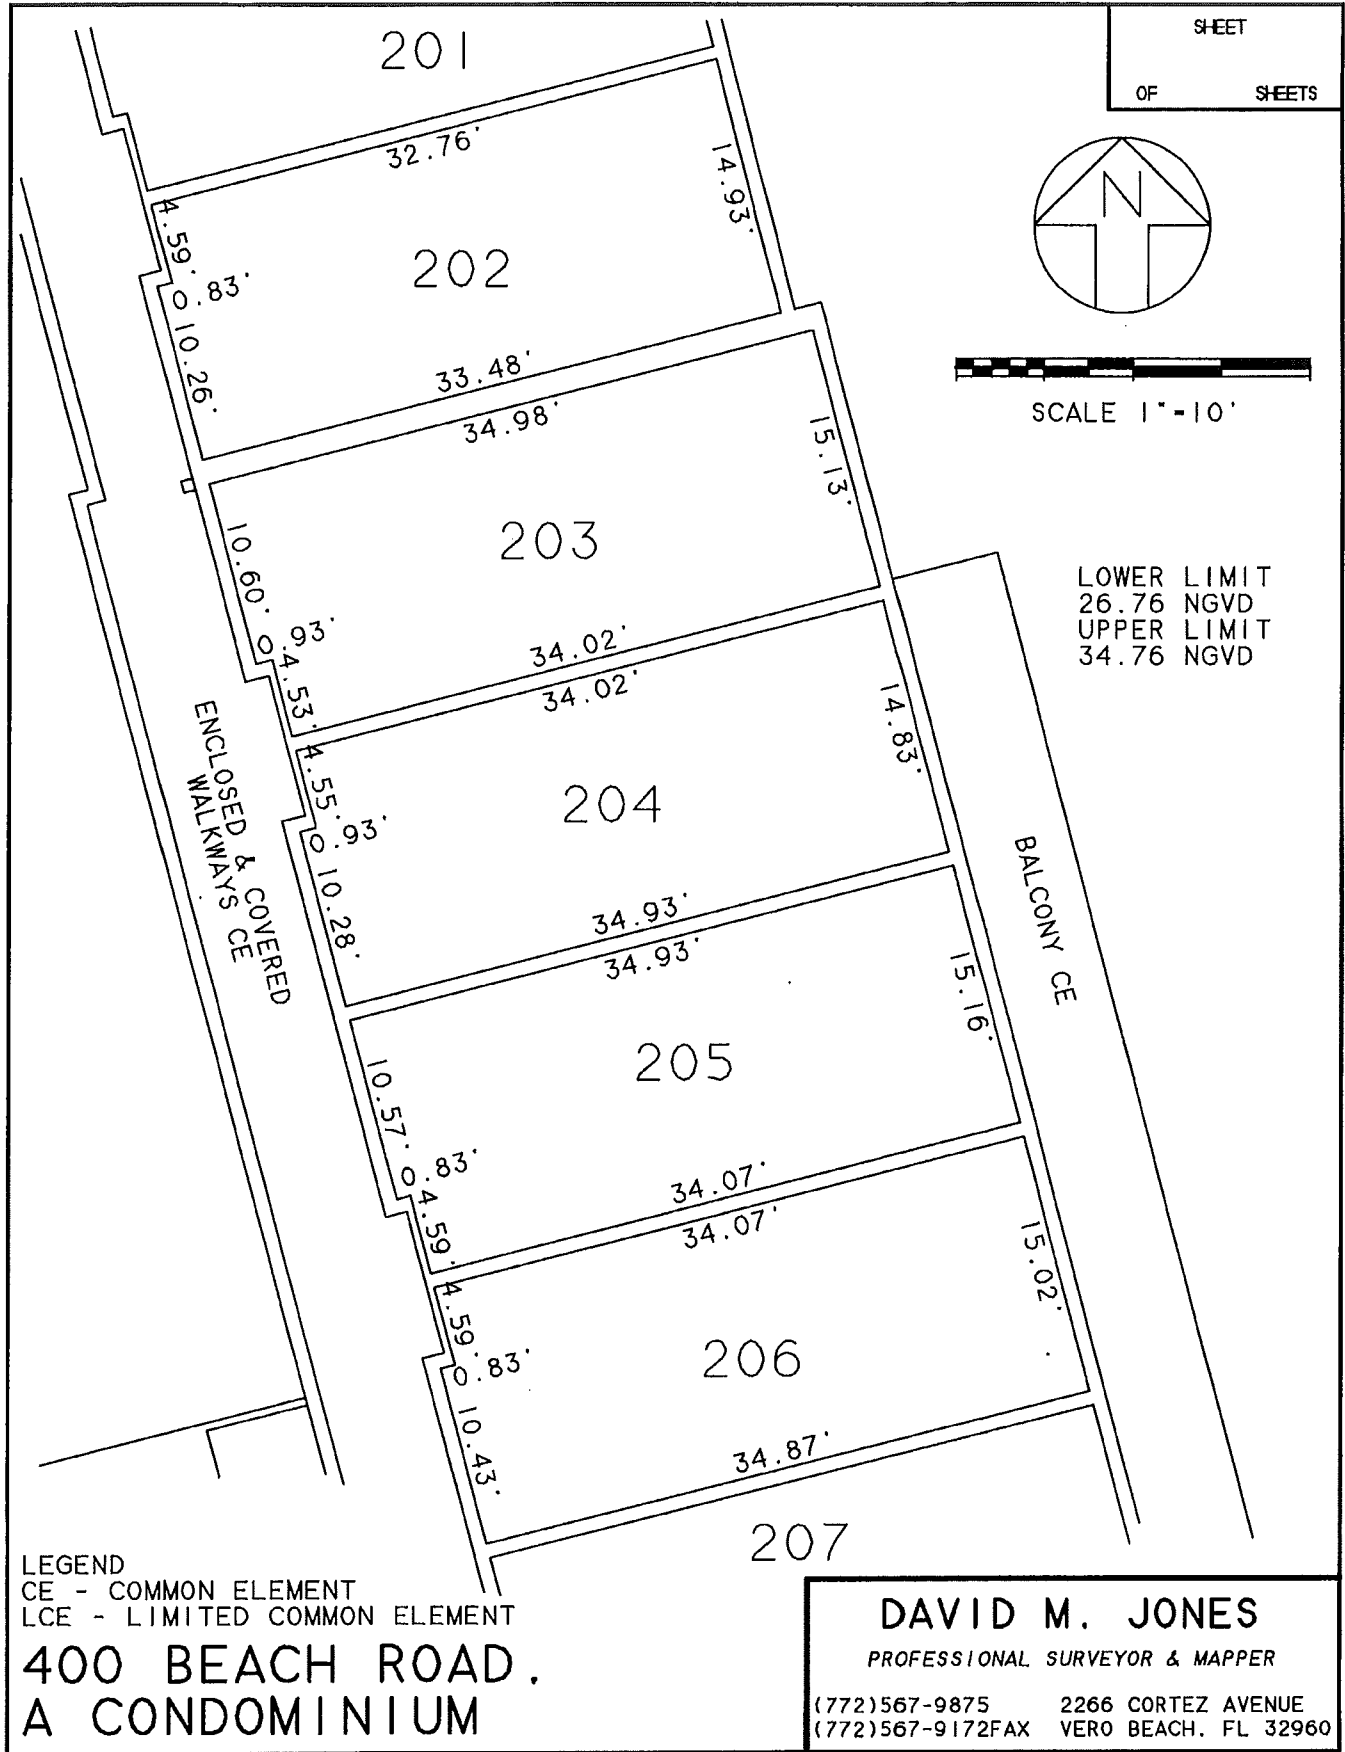 SHEET
OF SHEETS
201
32.76'
14.93'
4.59'
0.83'
10.26'
202
33.48'
N
SCALE 1"-10'
34.98'
15.13'
203
10.60'
0.93'
4.53'
34.02'
LOWER LIMIT
26.76 NGVD
UPPER LIMIT
34.76 NGVD
34.02'
14.83'
4.55'
0.93'
10.28'
204
34.93'
ENCLOSED & COVERED
WALKWAYS CE
BALCONY CE
34.93'
15.16'
205
10.57'
0.83'
4.59'
34.07'
34.07'
15.02'
4.59'
0.83'
10.43'
206
34.87'
207
LEGEND
CE - COMMON ELEMENT
LCE - LIMITED COMMON ELEMENT
400 BEACH ROAD.
A CONDOMINIUM
DAVID M. JONES
PROFESSIONAL SURVEYOR & MAPPER
(772)567-9875 2266 CORTEZ AVENUE
(772)567-9172FAX VERO BEACH. FL 32960